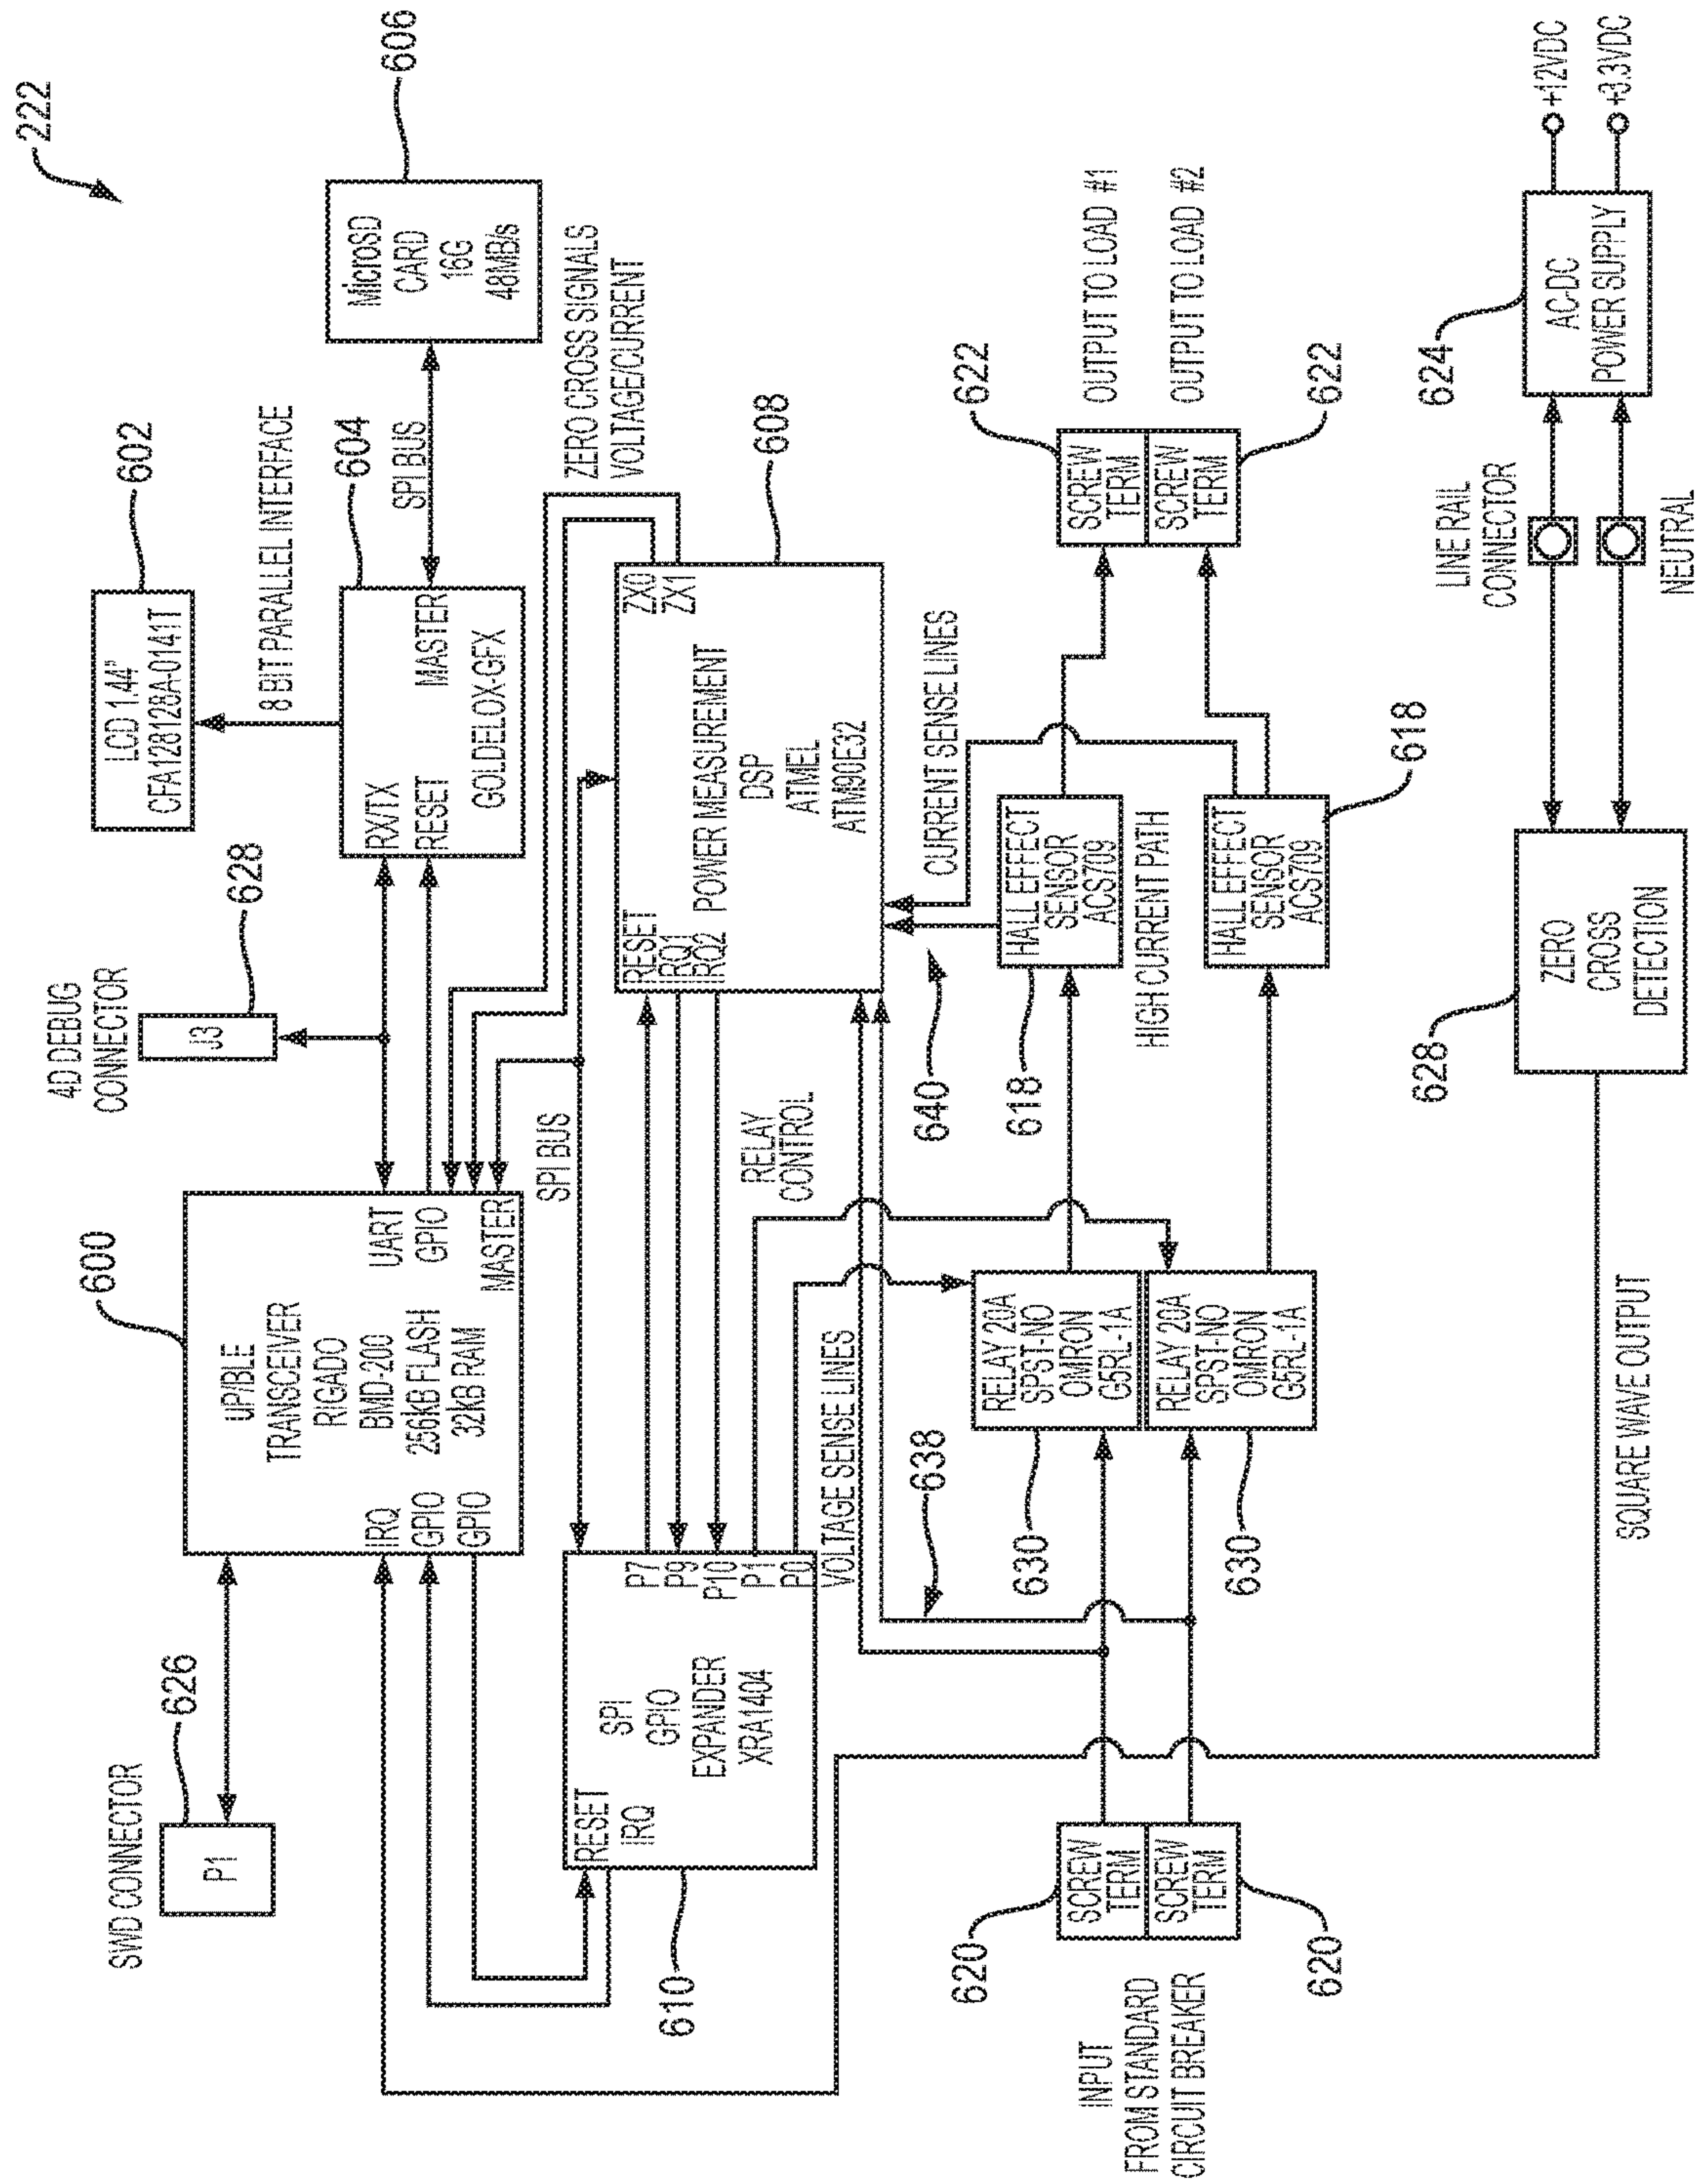 222
SWD CONNECTOR
P1
626
600
uP/BLE
TRANSCEIVER
RIGADO
BMD-200
256KB FLASH
32KB RAM
IRQ
GPIO
GPIO
UART
GPIO
MASTER
4D DEBUG
CONNECTOR
J3
628
LCD 1.44"
CFA128128A-0141T
602
8 BIT PARALLEL INTERFACE
604
RX/TX
RESET
MASTER
GOLDELOX-GFX
SPI BUS
MicroSD
CARD
16G
48MB/s
606
ZERO CROSS SIGNALS
VOLTAGE/CURRENT
SPI BUS
RESET
IRQ
SPI
GPIO
EXPANDER
XRA1404
P7
P9
P10
P1
P0
610
RELAY
CONTROL
RESET
IRQ1
IRQ2
POWER MEASUREMENT
DSP
ATMEL
ATM90E32
ZX0
ZX1
608
VOLTAGE SENSE LINES
638
640
CURRENT SENSE LINES
INPUT
FROM STANDARD
CIRCUIT BREAKER
620
SCREW
TERM
SCREW
TERM
620
630
RELAY 20A
SPST-NO
OMRON
G5RL-1A
RELAY 20A
SPST-NO
OMRON
G5RL-1A
630
618
HALL EFFECT
SENSOR
ACS709
HIGH CURRENT PATH
HALL EFFECT
SENSOR
ACS709
618
622
SCREW
TERM
SCREW
TERM
622
OUTPUT TO LOAD #1
OUTPUT TO LOAD #2
SQUARE WAVE OUTPUT
628
ZERO
CROSS
DETECTION
LINE RAIL
CONNECTOR
NEUTRAL
624
AC-DC
POWER SUPPLY
+12VDC
+3.3VDC